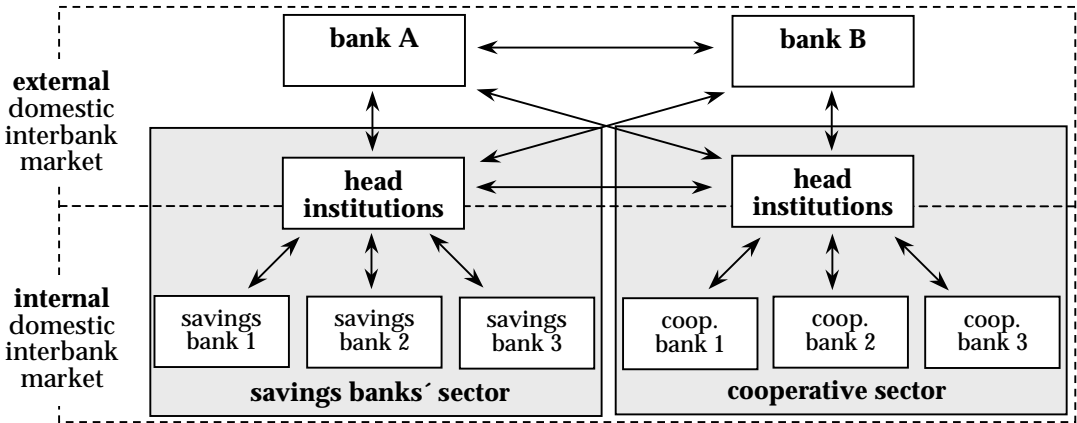 bank A
bank B
external
domestic
interbank
market
head
institutions
head
institutions
internal
domestic
interbank
market
savings
bank 1
savings
bank 2
savings
bank 3
coop.
bank 1
coop.
bank 2
coop.
bank 3
savings banks´ sector
cooperative sector